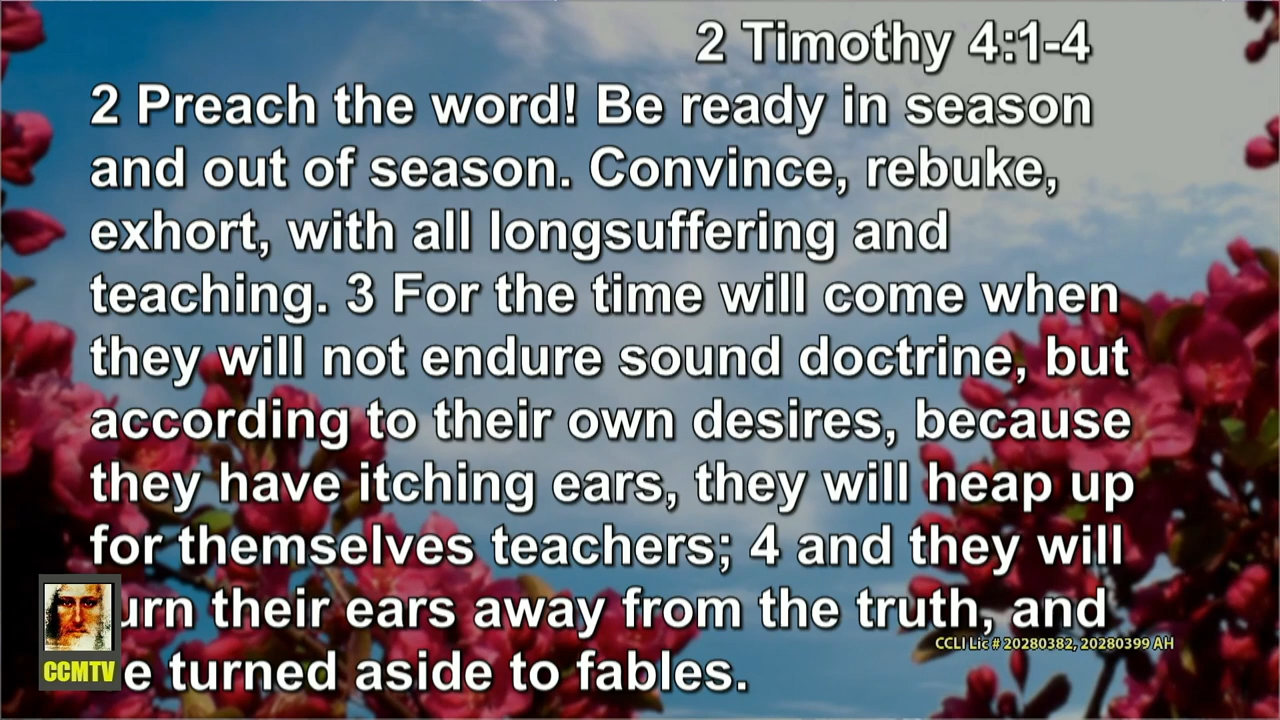 2 Timothy 4:1-4
2 Preach the word! Be ready in season
and out of season. Convince, rebuke,
exhort, with all longsuffering and
teaching. 3 For the time will come when
they will not endure sound doctrine, but
according to their own desires, because
they have itching ears, they will heap up
for themselves teachers; 4 and they will
urn their ears away from the truth, and
CCLI Lic # 20280382, 20280399 AH
e turned aside to fables.
CCMTV